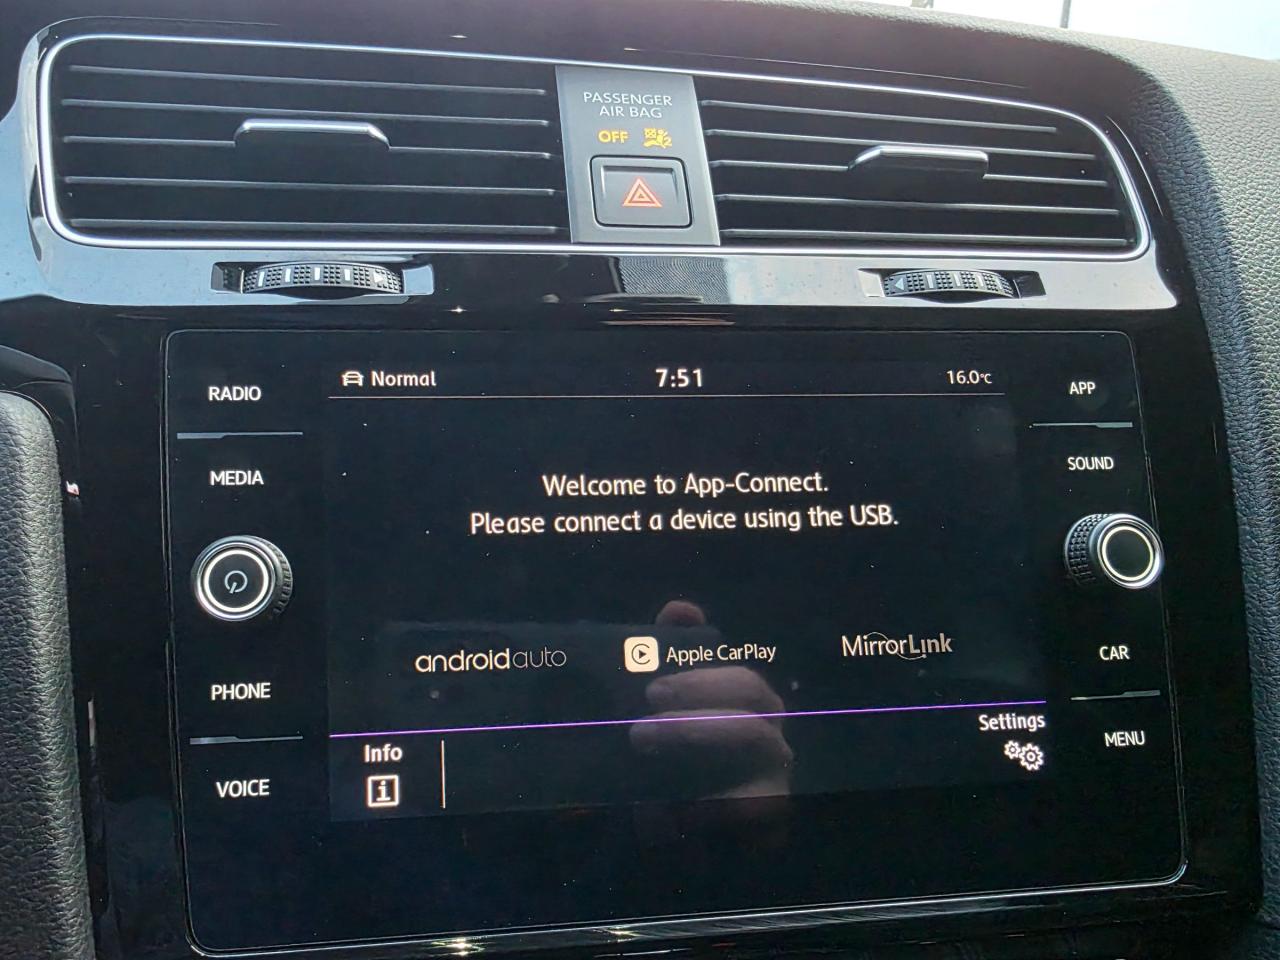 PASSENGER
AIR BAG
OFF
RADIO
MEDIA
PHONE
VOICE
Normal
7:51
16.0°C
Welcome to App-Connect.
Please connect a device using the USB.
androidauto
Apple CarPlay
MirrorLink
Info
Settings
APP
SOUND
CAR
MENU